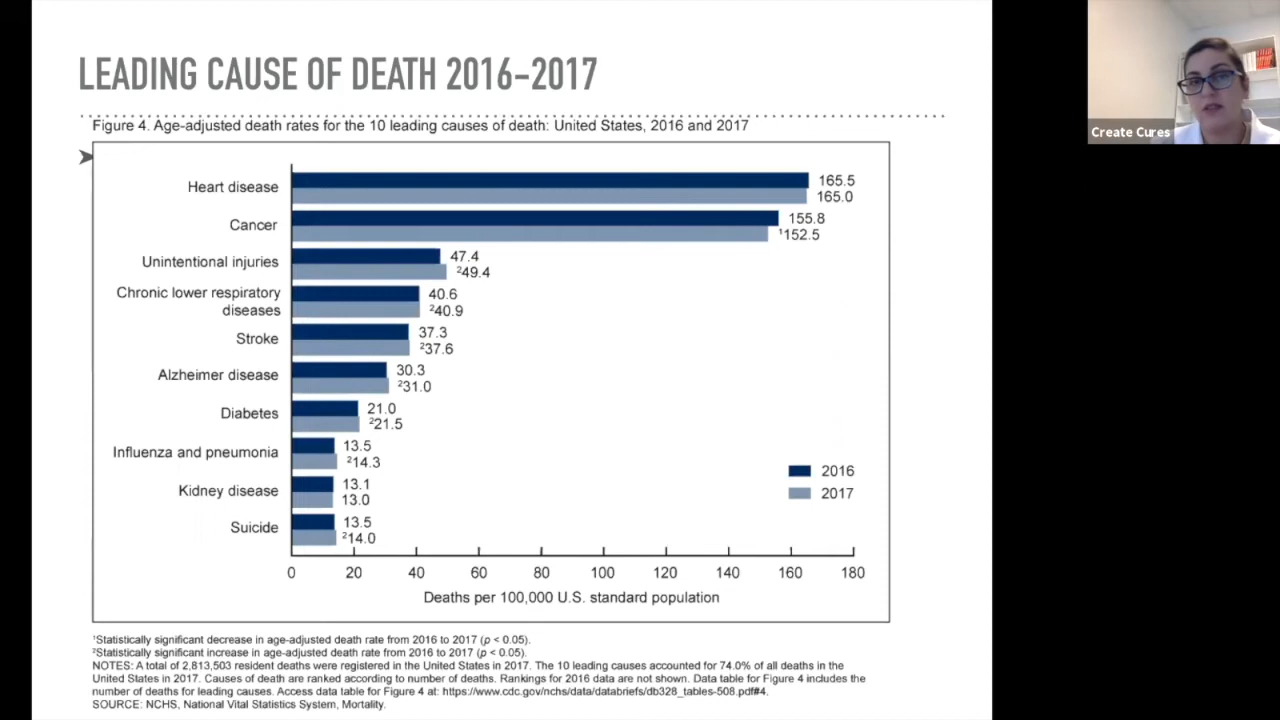 LEADING CAUSE OF DEATH 2016-2017
Figure 4. Age-adjusted death rates for the 10 leading causes of death: United States, 2016 and 2017
Heart disease
165.5
165.0
Cancer
155.8
¹152.5
Unintentional injuries
47.4
²49.4
Chronic lower respiratory
diseases
40.6
²40.9
Stroke
37.3
²37.6
Alzheimer disease
30.3
²31.0
Diabetes
21.0
²21.5
Influenza and pneumonia
13.5
²14.3
Kidney disease
13.1
13.0
Suicide
13.5
²14.0
2016
2017
0 20 40 60 80 100 120 140 160 180
Deaths per 100,000 U.S. standard population
¹Statistically significant decrease in age-adjusted death rate from 2016 to 2017 (p < 0.05).
²Statistically significant increase in age-adjusted death rate from 2016 to 2017 (p < 0.05).
NOTES: A total of 2,813,503 resident deaths were registered in the United States in 2017. The 10 leading causes accounted for 74.0% of all deaths in the
United States in 2017. Causes of death are ranked according to number of deaths. Rankings for 2016 data are not shown. Data table for Figure 4 includes the
number of deaths for leading causes. Access data table for Figure 4 at: https://www.cdc.gov/nchs/data/databriefs/db328_tables-508.pdf#4.
SOURCE: NCHS, National Vital Statistics System, Mortality.
Create Cures